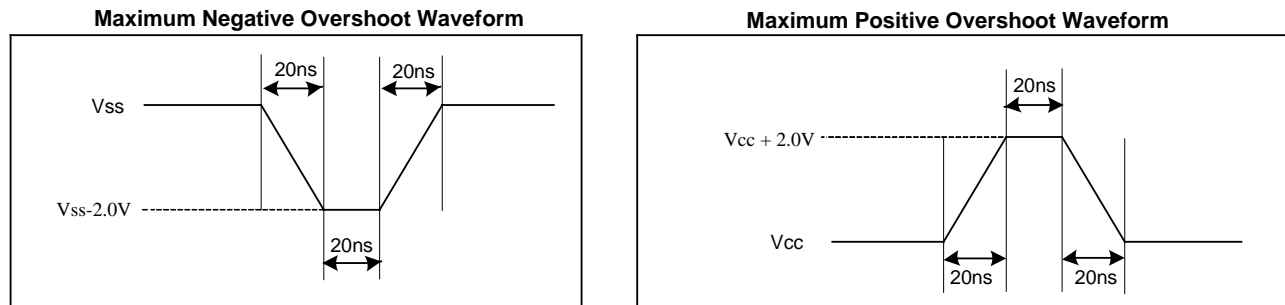 Maximum Negative Overshoot Waveform
20ns
20ns
Vss
Vss-2.0V
20ns
Maximum Positive Overshoot Waveform
20ns
Vcc + 2.0V
Vcc
20ns
20ns